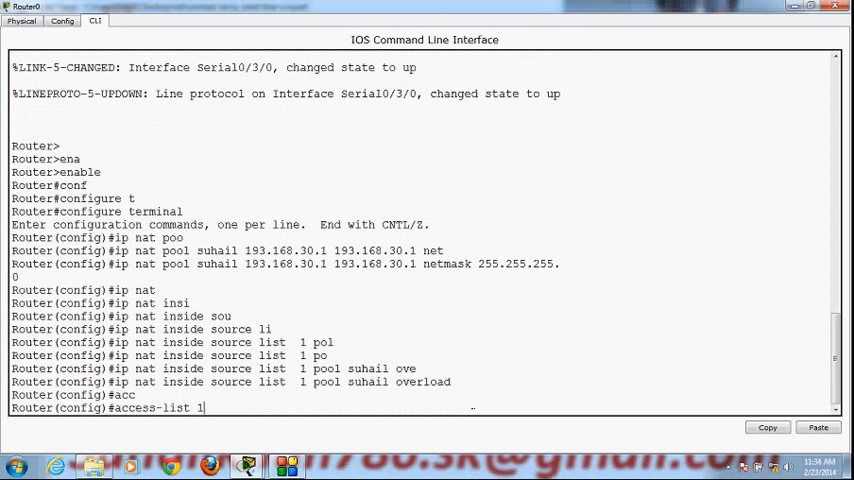 Router0
Physical Config CLI
IOS Command Line Interface
%LINK-5-CHANGED: Interface Serial0/3/0, changed state to up
%LINEPROTO-5-UPDOWN: Line protocol on Interface Serial0/3/0, changed state to up
Router>
Router>ena
Router>enable
Router#conf
Router#configure t
Router#configure terminal
Enter configuration commands, one per line.  End with CNTL/Z.
Router(config)#ip nat poo
Router(config)#ip nat pool suhail 193.168.30.1 193.168.30.1 net
Router(config)#ip nat pool suhail 193.168.30.1 193.168.30.1 netmask 255.255.255.
0
Router(config)#ip nat
Router(config)#ip nat insi
Router(config)#ip nat inside sou
Router(config)#ip nat inside source li
Router(config)#ip nat inside source list  1 pol
Router(config)#ip nat inside source list  1 po
Router(config)#ip nat inside source list  1 pool suhail ove
Router(config)#ip nat inside source list  1 pool suhail overload
Router(config)#acc
Router(config)#access-list 1
Copy Paste
11:34 AM
2/23/2014